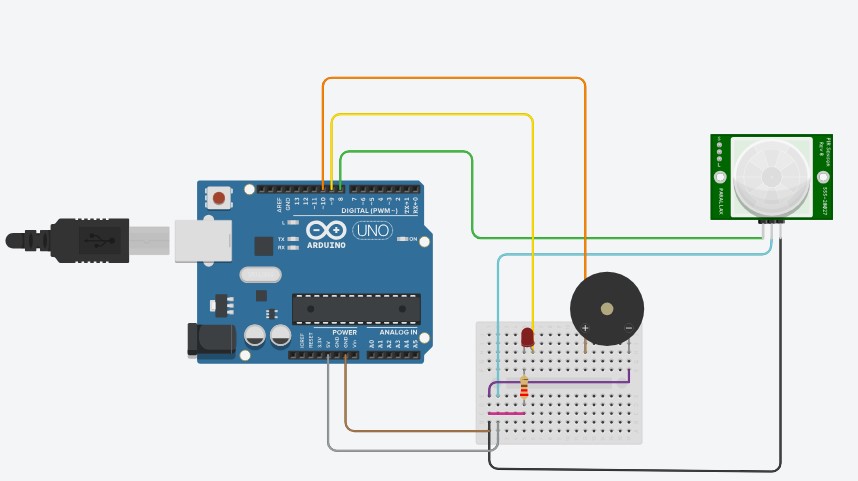 AREF
GND
13
12
~11
~10
~9
8
7
~6
~5
4
~3
2
TX→1
RX←0
DIGITAL (PWM~)
L
TX
RX
UNO
ARDUINO
ON
IOREF
RESET
3.3V
5V
GND
GND
Vin
POWER
ANALOG IN
A0
A1
A2
A3
A4
A5
PIR Sensor
Rev B
PARALLAX
555-28027
+
−